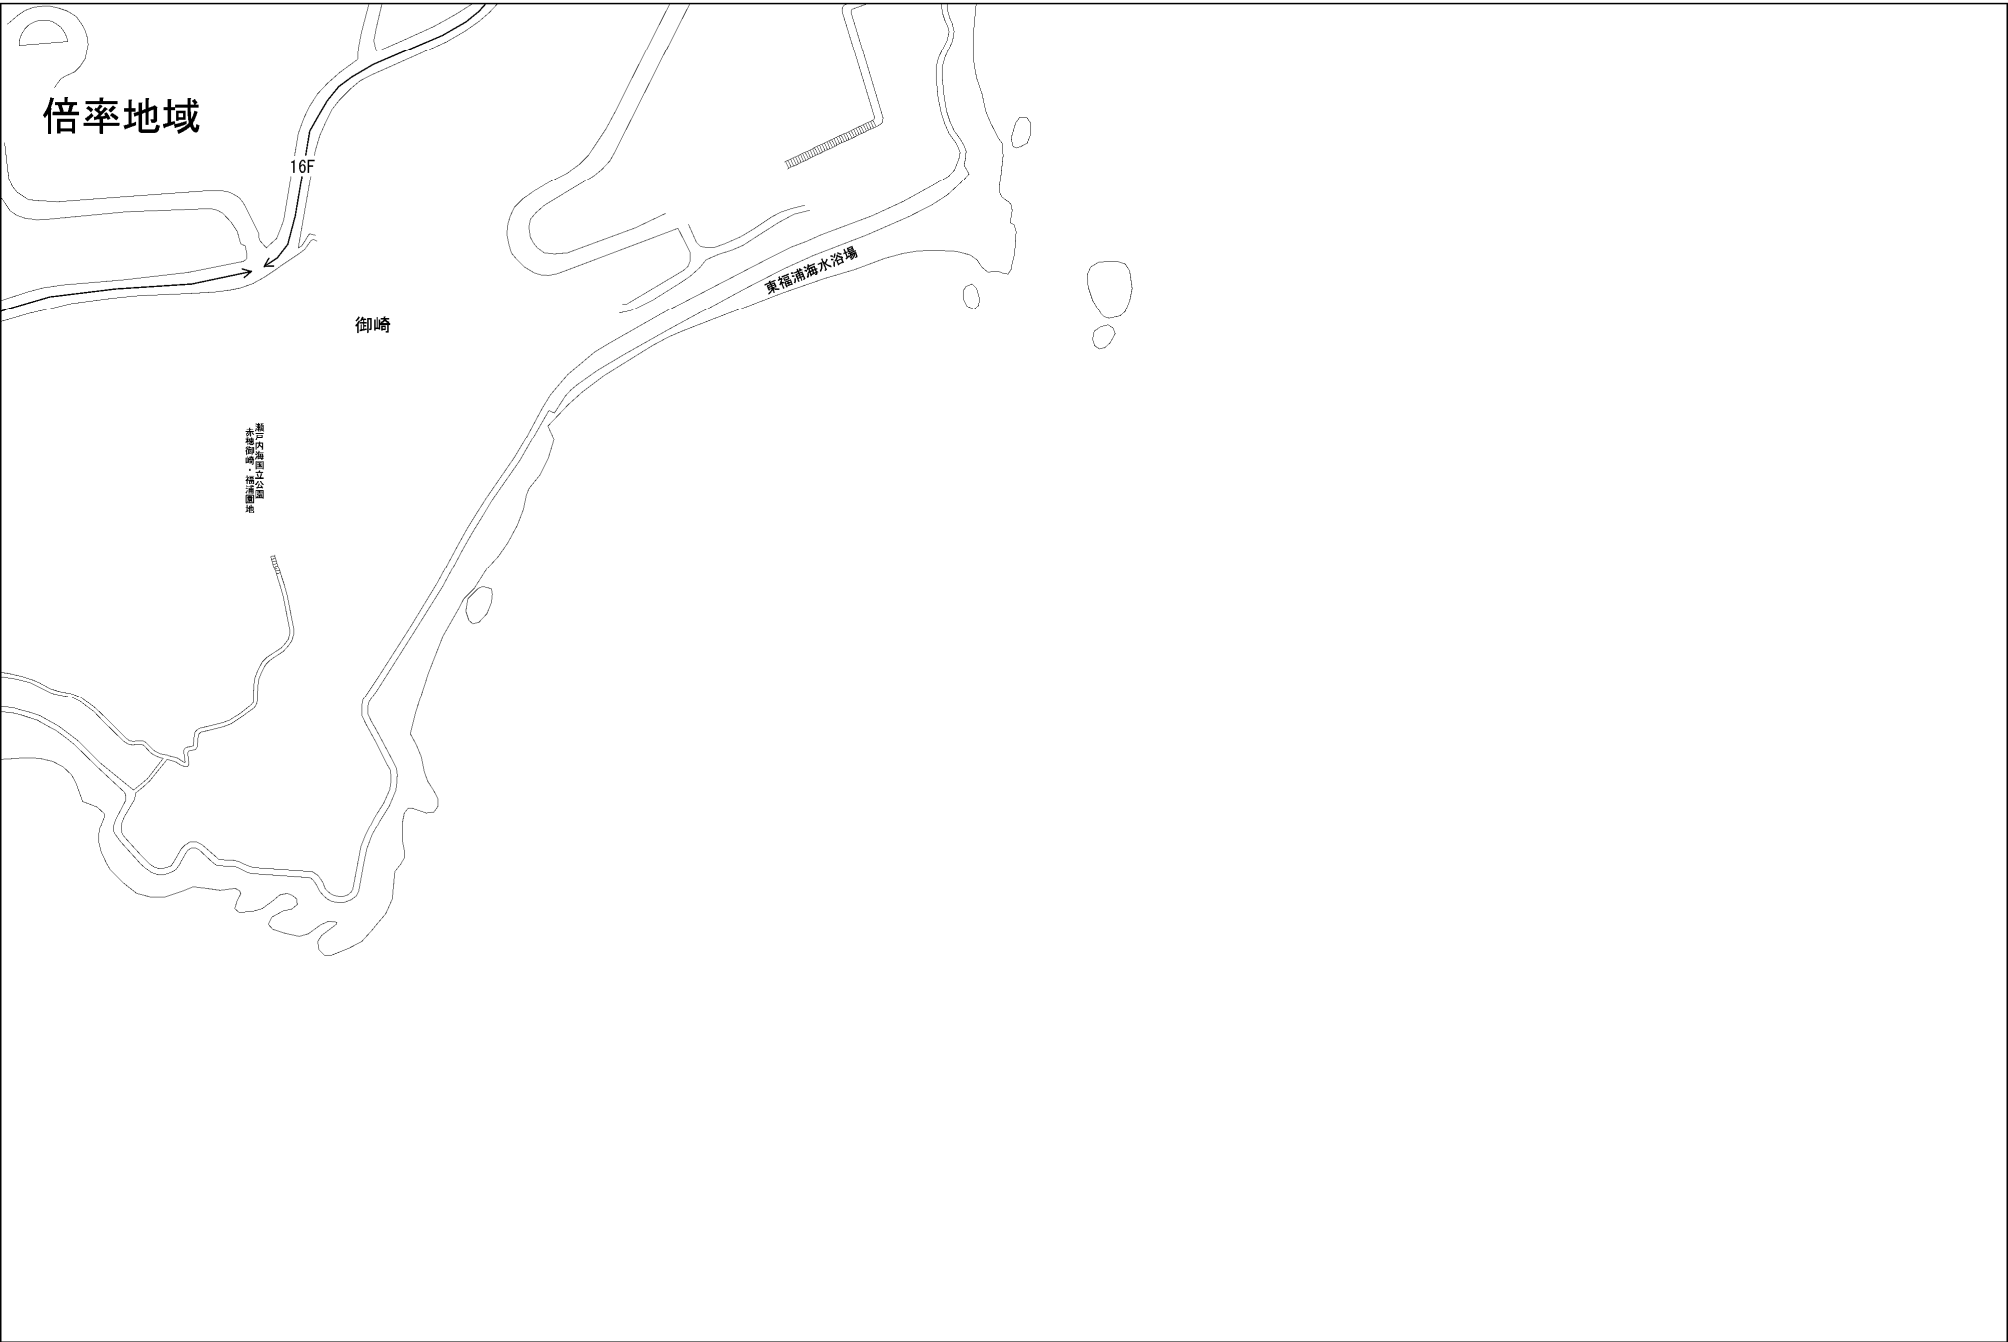 倍率地域
16F
東福浦海水浴場
御崎
瀬戸内海国立公園
赤穂御崎・福浦園地